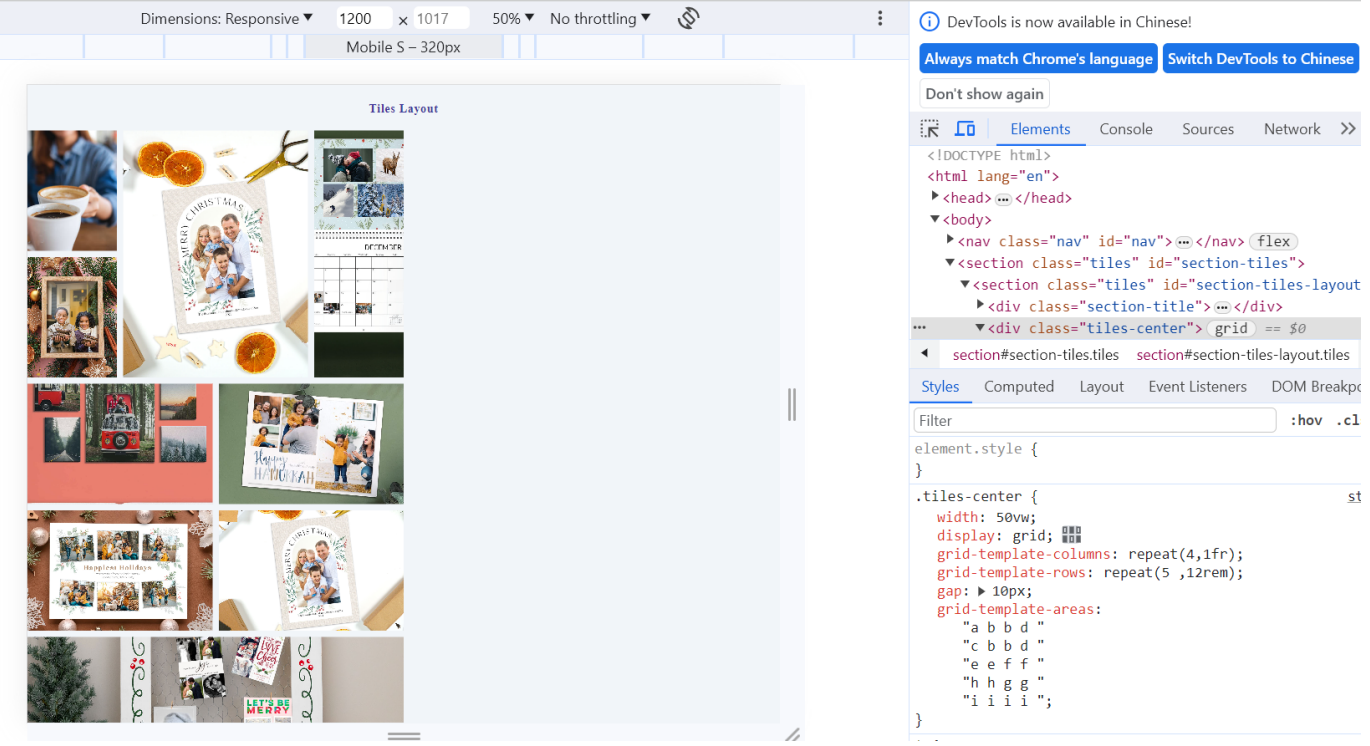 Dimensions: Responsive ▼ 1200 × 1017 50% ▼ No throttling ▼
Mobile S – 320px
Tiles Layout
MERRY CHRISTMAS
DECEMBER
Happy
HANUKKAH
Happiest Holidays
MERRY CHRISTMAS
LOVE
Cheer
LET'S BE
MERRY
DevTools is now available in Chinese!
Always match Chrome's language Switch DevTools to Chinese
Don't show again
Elements Console Sources Network
<!DOCTYPE html>
<html lang="en">
<head> … </head>
<body>
<nav class="nav" id="nav"> … </nav> flex
<section class="tiles" id="section-tiles">
<section class="tiles" id="section-tiles-layout
<div class="section-title"> … </div>
<div class="tiles-center"> grid == $0
section#section-tiles.tiles section#section-tiles-layout.tiles
Styles Computed Layout Event Listeners DOM Breakpo
Filter :hov .cl
element.style {
}
.tiles-center { st
width: 50vw;
display: grid;
grid-template-columns: repeat(4,1fr);
grid-template-rows: repeat(5 ,12rem);
gap: 10px;
grid-template-areas:
"a b b d "
"c b b d "
"e e f f "
"h h g g "
"i i i i ";
}